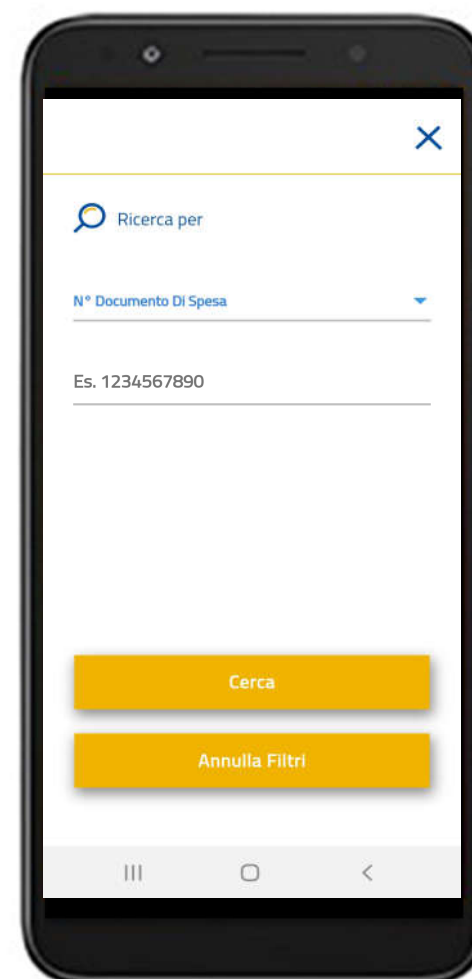 Ricerca per
N° Documento Di Spesa
Es. 1234567890
Cerca
Annulla Filtri